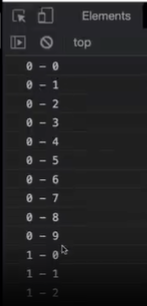 Elements
top
0 - 0
0 - 1
0 - 2
0 - 3
0 - 4
0 - 5
0 - 6
0 - 7
0 - 8
0 - 9
1 - 0
1 - 1
1 - 2